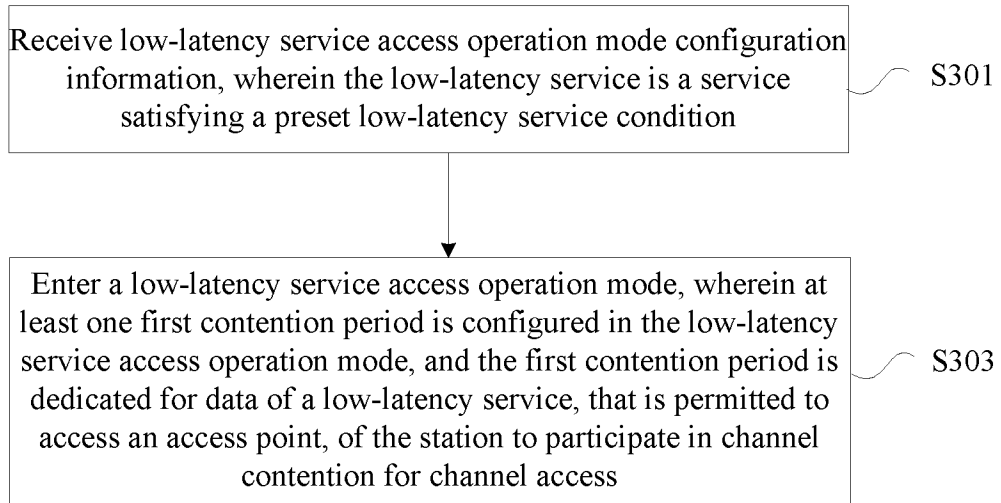 Receive low-latency service access operation mode configuration
information, wherein the low-latency service is a service
satisfying a preset low-latency service condition
S301
Enter a low-latency service access operation mode, wherein at
least one first contention period is configured in the low-latency
service access operation mode, and the first contention period is
dedicated for data of a low-latency service, that is permitted to
access an access point, of the station to participate in channel
contention for channel access
S303